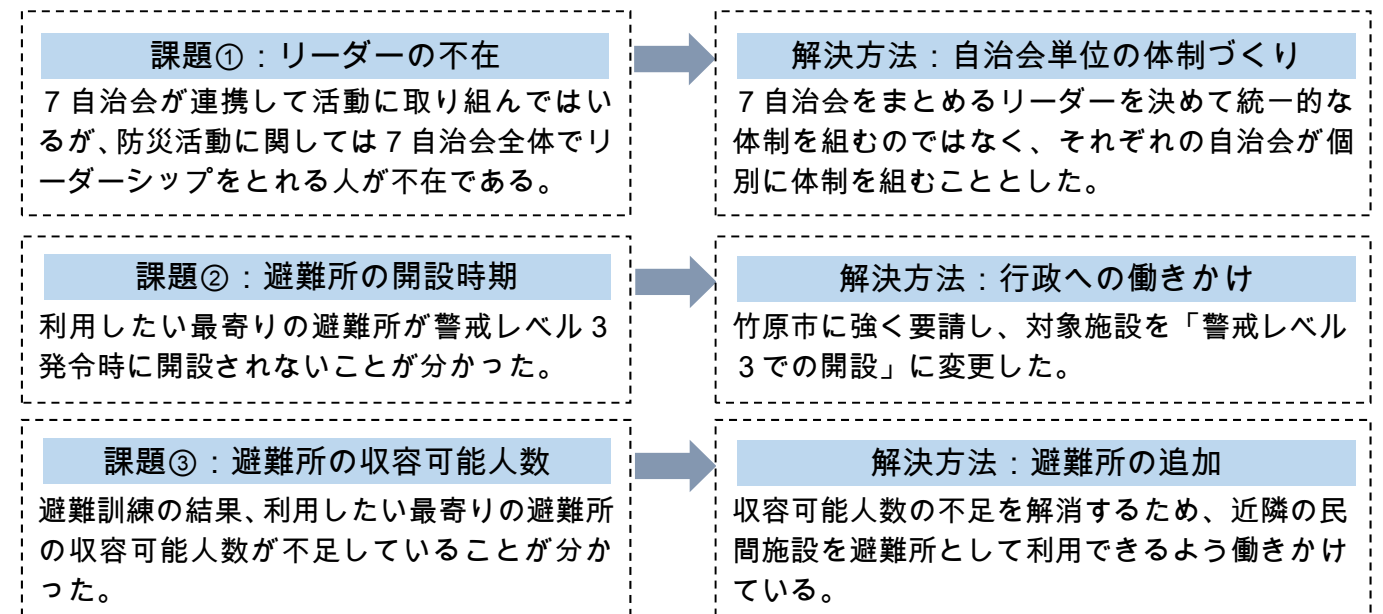 課題①：リーダーの不在
７自治会が連携して活動に取り組んではい
るが、防災活動に関しては７自治会全体でリ
ーダーシップをとれる人が不在である。
解決方法：自治会単位の体制づくり
７自治会をまとめるリーダーを決めて統一的な
体制を組むのではなく、それぞれの自治会が個
別に体制を組むこととした。
課題②：避難所の開設時期
利用したい最寄りの避難所が警戒レベル３
発令時に開設されないことが分かった。
解決方法：行政への働きかけ
竹原市に強く要請し、対象施設を「警戒レベル
３での開設」に変更した。
課題③：避難所の収容可能人数
避難訓練の結果、利用したい最寄りの避難所
の収容可能人数が不足していることが分か
った。
解決方法：避難所の追加
収容可能人数の不足を解消するため、近隣の民
間施設を避難所として利用できるよう働きかけ
ている。